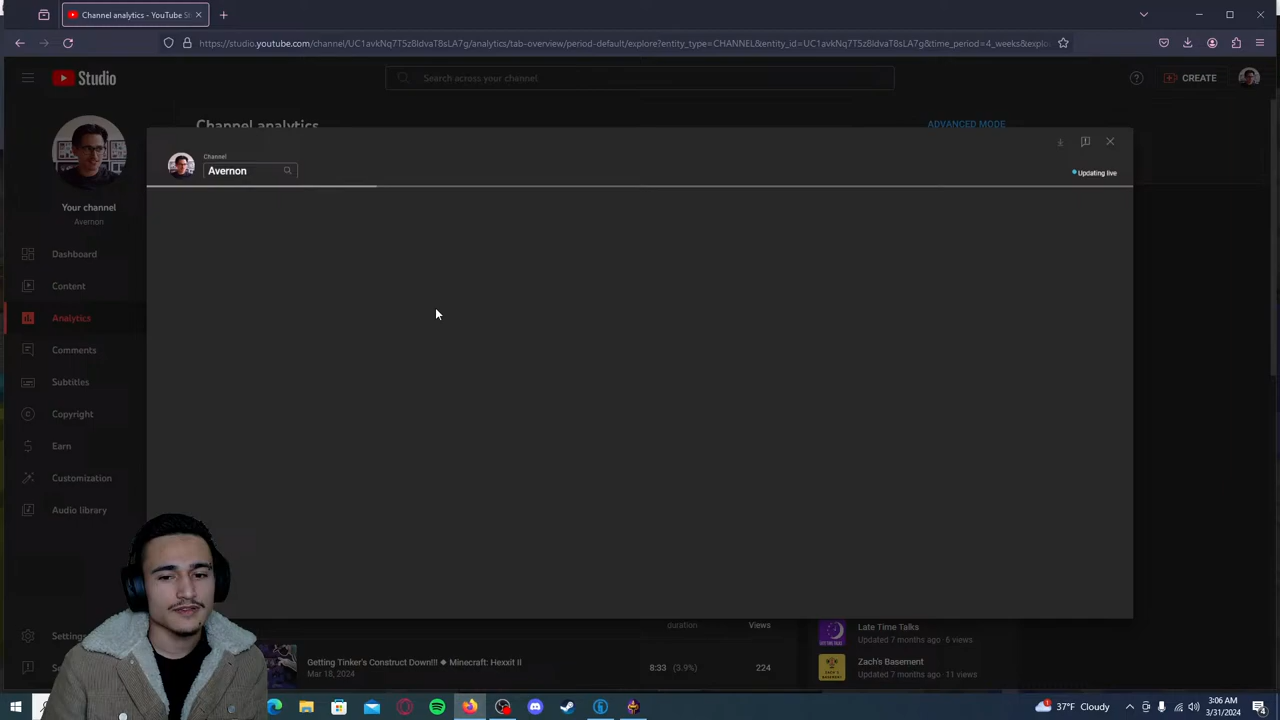 Channel analytics - YouTube St
https://studio.youtube.com/channel/UC1avkNq7T5z8IdvaT8sLA7g/analytics/tab-overview/period-default/explore?entity_type=CHANNEL&entity_id=UC1avkNq7T5z8IdvaT8sLA7g&time_period=4_weeks&explo
Studio
Search across your channel
CREATE
Channel analytics
ADVANCED MODE
Channel
Avernon
Updating live
Your channel
Avernon
Dashboard
Content
Analytics
Comments
Subtitles
Copyright
Earn
Customization
Audio library
Settings
duration
Views
Getting Tinker's Construct Down!!! ◆ Minecraft: Hexxit II
Mar 18, 2024
8:33 (3.9%)
224
Late Time Talks
Updated 7 months ago · 6 views
Zach's Basement
Updated 7 months ago · 11 views
37°F Cloudy
3:06 AM
3/31/2024